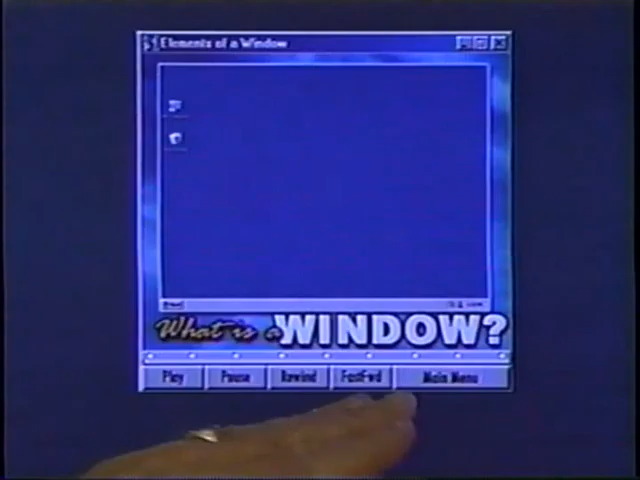 Elements of a Window
What is a WINDOW?
Play Pause Rewind FastFwd Main Menu